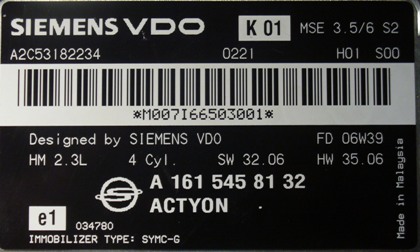 SIEMENS VDO K 01 MSE 3.5/6 S2
A2C53182234 0221 H01 S00
*M007I66503001*
Designed by SIEMENS VDO FD 06W39
HM 2.3L 4 Cyl. SW 32.06 HW 35.06
A 161 545 81 32
ACTYON
e1 034780
IMMOBILIZER TYPE: SYMC-G
Made in Malaysia